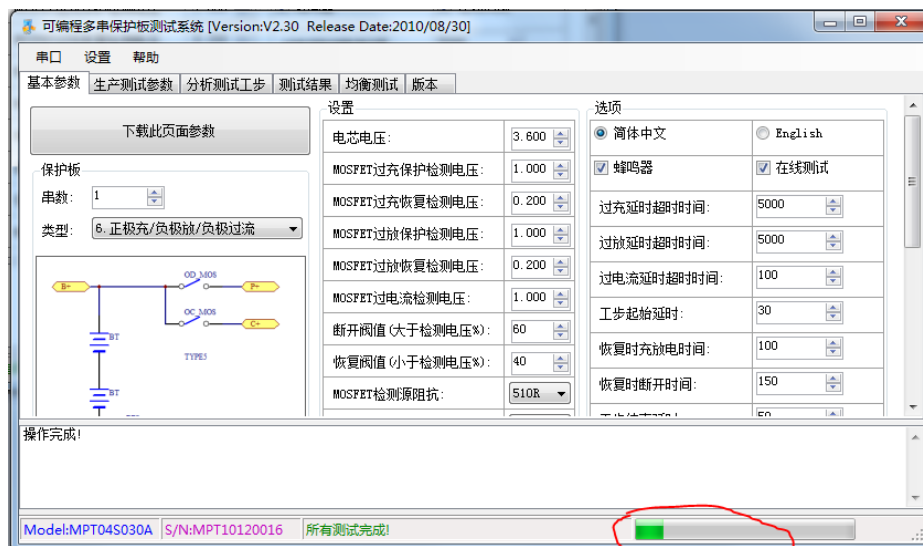 可编程多串保护板测试系统 [Version:V2.30 Release Date:2010/08/30]
串口 设置 帮助
基本参数 生产测试参数 分析测试工步 测试结果 均衡测试 版本
下载此页面参数
保护板
串数: 1
类型: 6.正极充/负极放/负极过流
B-
OD_MOS
P+
OC_MOS
C+
BT
TYPE5
BT
设置
电芯电压: 3.600
MOSFET过充保护检测电压: 1.000
MOSFET过充恢复检测电压: 0.200
MOSFET过放保护检测电压: 1.000
MOSFET过放恢复检测电压: 0.200
MOSFET过电流检测电压: 1.000
断开阀值(大于检测电压%): 60
恢复阀值(小于检测电压%): 40
MOSFET检测源阻抗: 510R
选项
简体中文 English
蜂鸣器 在线测试
过充延时超时时间: 5000
过放延时超时时间: 5000
过电流延时超时时间: 100
工步起始延时: 30
恢复时充放电时间: 100
恢复时断开时间: 150
操作完成!
Model:MPT04S030A S/N:MPT10120016 所有测试完成!